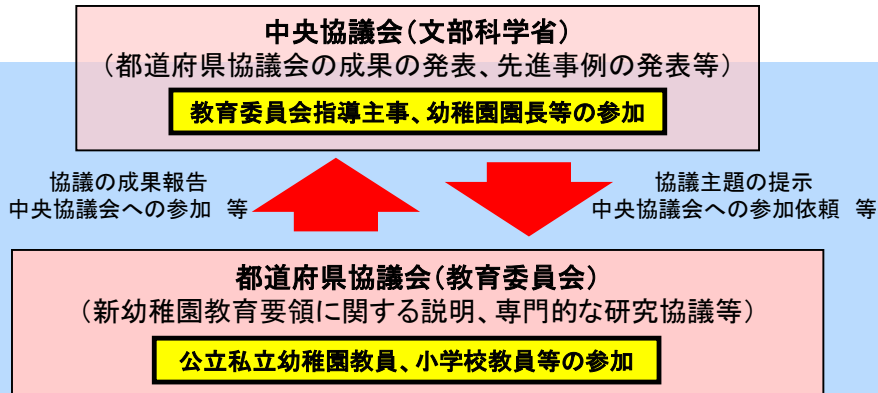 中央協議会（文部科学省）
（都道府県協議会の成果の発表、先進事例の発表等）
教育委員会指導主事、幼稚園園長等の参加
協議の成果報告
中央協議会への参加　等
協議主題の提示
中央協議会への参加依頼　等
都道府県協議会（教育委員会）
（新幼稚園教育要領に関する説明、専門的な研究協議等）
公立私立幼稚園教員、小学校教員等の参加